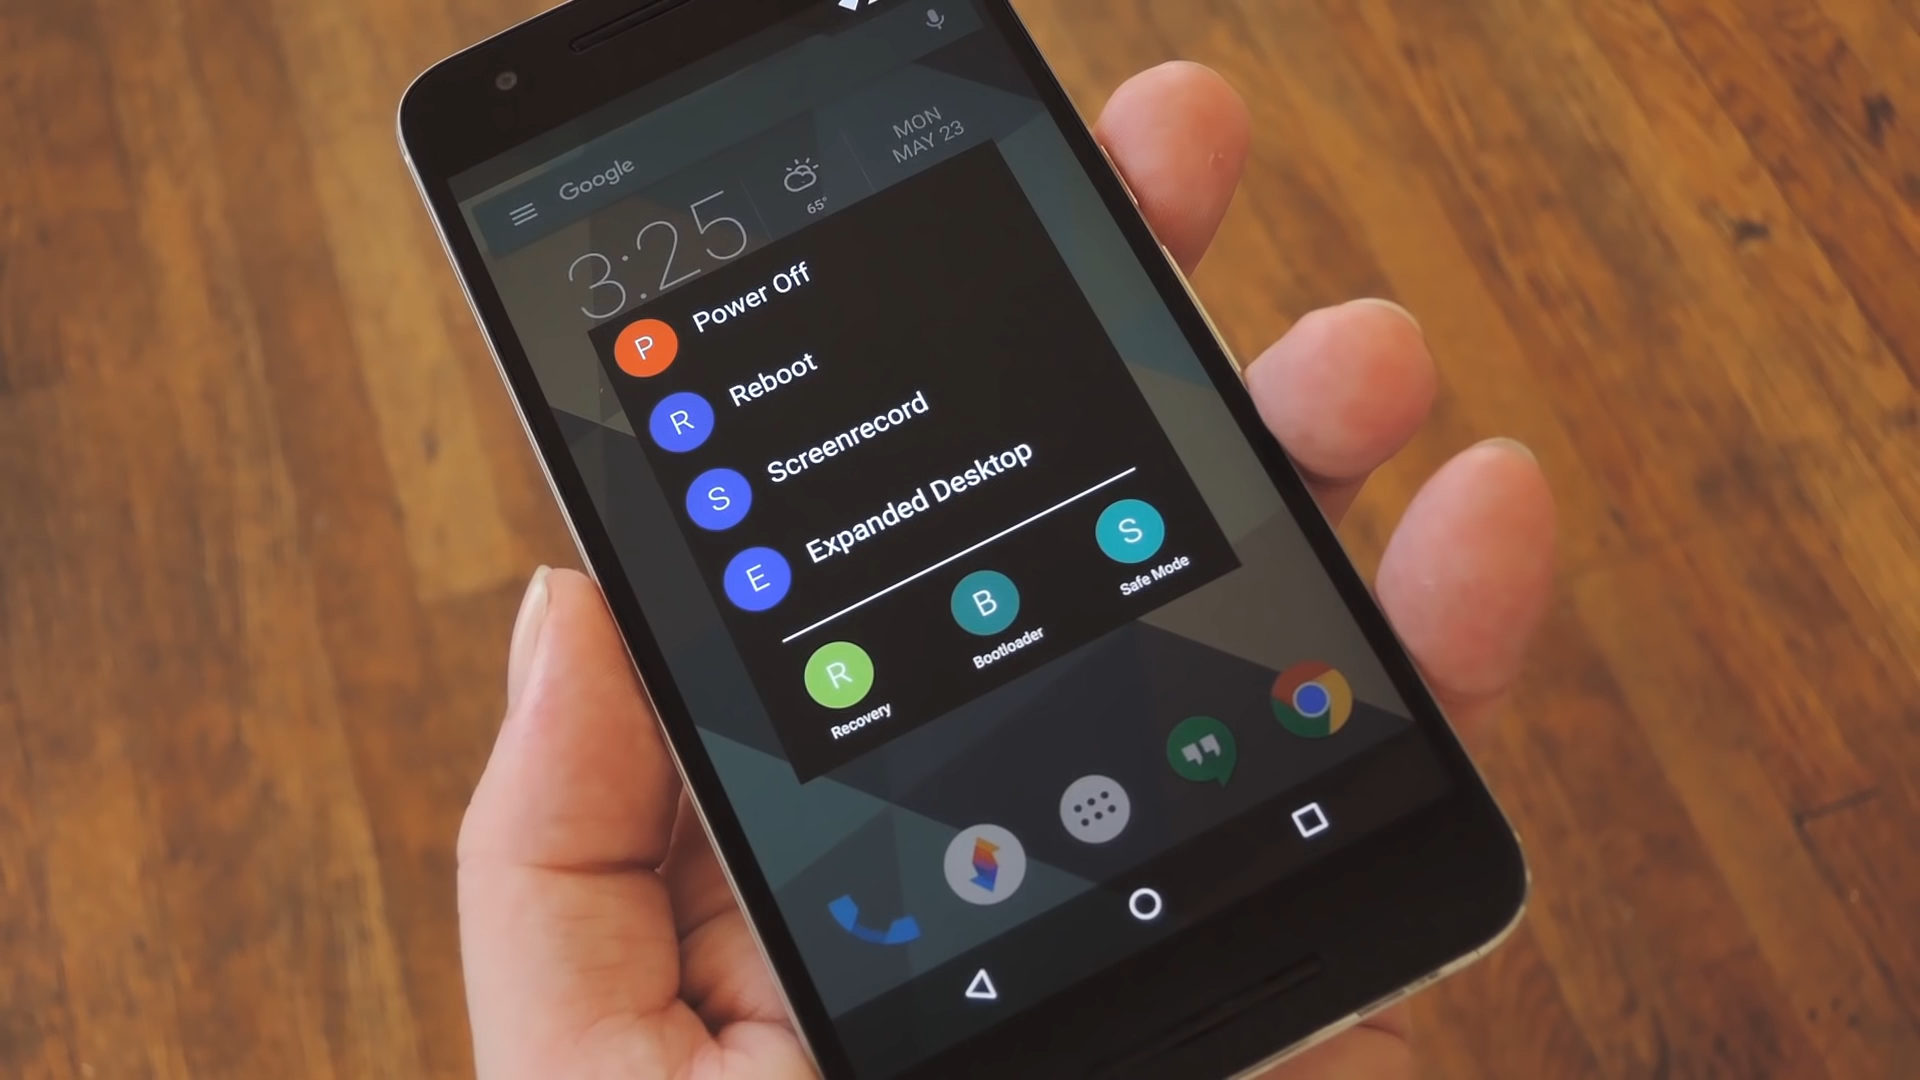 Google
3:25
65°
MON
MAY 23
P Power Off
R Reboot
S Screenrecord
E Expanded Desktop
R
Recovery
B
Bootloader
S
Safe Mode